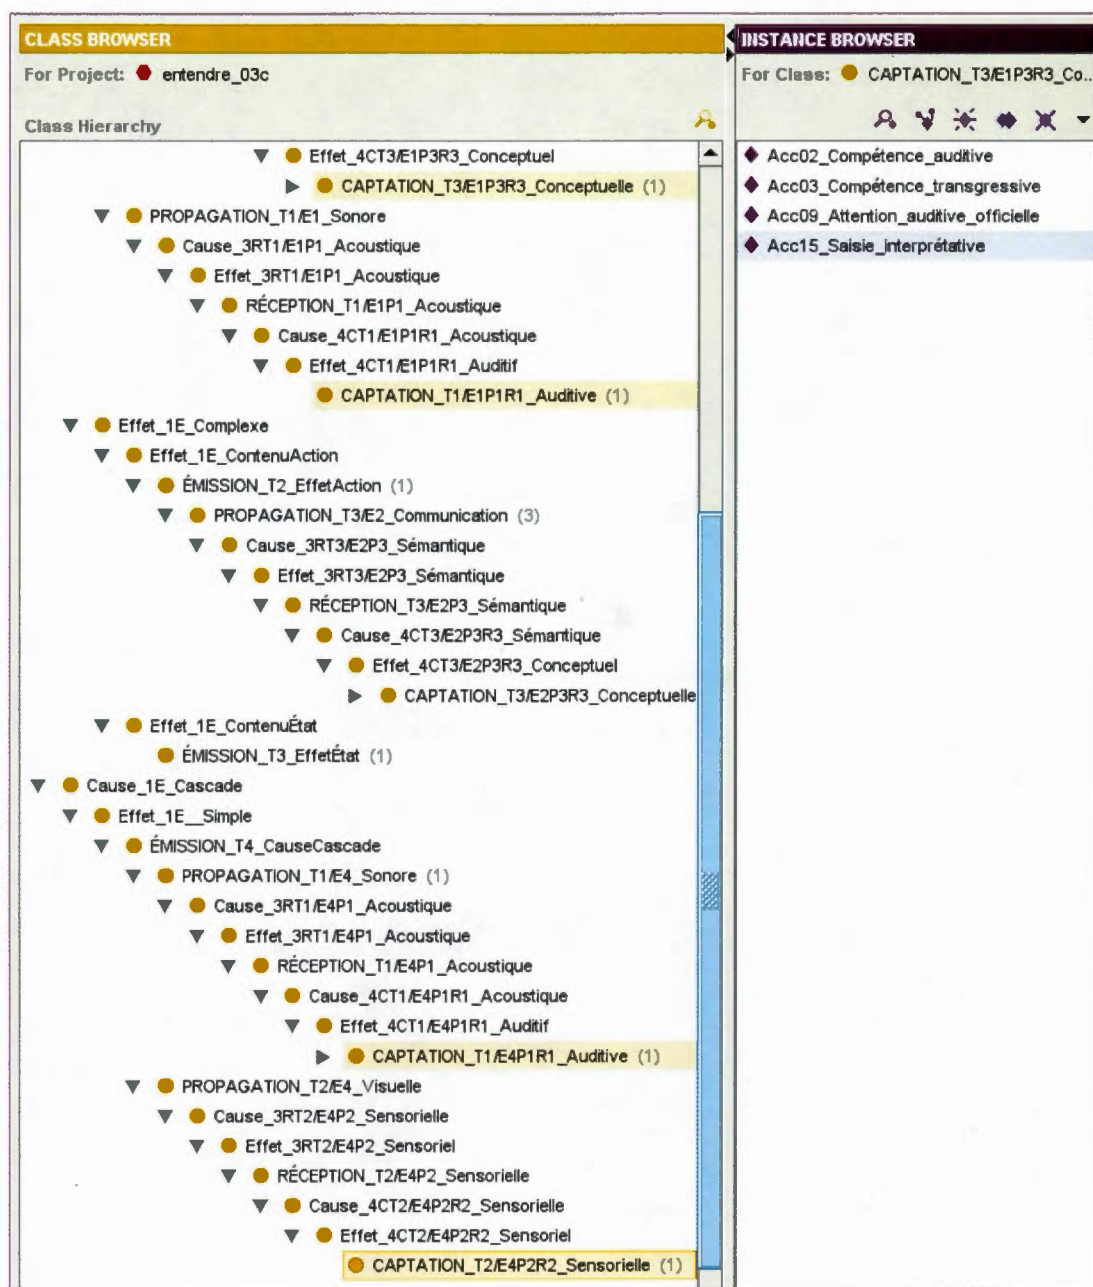 CLASS BROWSER
For Project: entendre_03c
Class Hierarchy
Effet_4CT3/E1P3R3_Conceptuel
CAPTATION_T3/E1P3R3_Conceptuelle (1)
PROPAGATION_T1/E1_Sonore
Cause_3RT1/E1P1_Acoustique
Effet_3RT1/E1P1_Acoustique
RÉCEPTION_T1/E1P1_Acoustique
Cause_4CT1/E1P1R1_Acoustique
Effet_4CT1/E1P1R1_Auditif
CAPTATION_T1/E1P1R1_Auditive (1)
Effet_1E_Complexe
Effet_1E_ContenuAction
ÉMISSION_T2_EffetAction (1)
PROPAGATION_T3/E2_Communication (3)
Cause_3RT3/E2P3_Sémantique
Effet_3RT3/E2P3_Sémantique
RÉCEPTION_T3/E2P3_Sémantique
Cause_4CT3/E2P3R3_Sémantique
Effet_4CT3/E2P3R3_Conceptuel
CAPTATION_T3/E2P3R3_Conceptuelle
Effet_1E_ContenuÉtat
ÉMISSION_T3_EffetÉtat (1)
Cause_1E_Cascade
Effet_1E__Simple
ÉMISSION_T4_CauseCascade
PROPAGATION_T1/E4_Sonore (1)
Cause_3RT1/E4P1_Acoustique
Effet_3RT1/E4P1_Acoustique
RÉCEPTION_T1/E4P1_Acoustique
Cause_4CT1/E4P1R1_Acoustique
Effet_4CT1/E4P1R1_Auditif
CAPTATION_T1/E4P1R1_Auditive (1)
PROPAGATION_T2/E4_Visuelle
Cause_3RT2/E4P2_Sensorielle
Effet_3RT2/E4P2_Sensoriel
RÉCEPTION_T2/E4P2_Sensorielle
Cause_4CT2/E4P2R2_Sensorielle
Effet_4CT2/E4P2R2_Sensoriel
CAPTATION_T2/E4P2R2_Sensorielle (1)
INSTANCE BROWSER
For Class: CAPTATION_T3/E1P3R3_Co...
Acc02_Compétence_auditive
Acc03_Compétence_transgressive
Acc09_Attention_auditive_officielle
Acc15_Saisie_interprétative